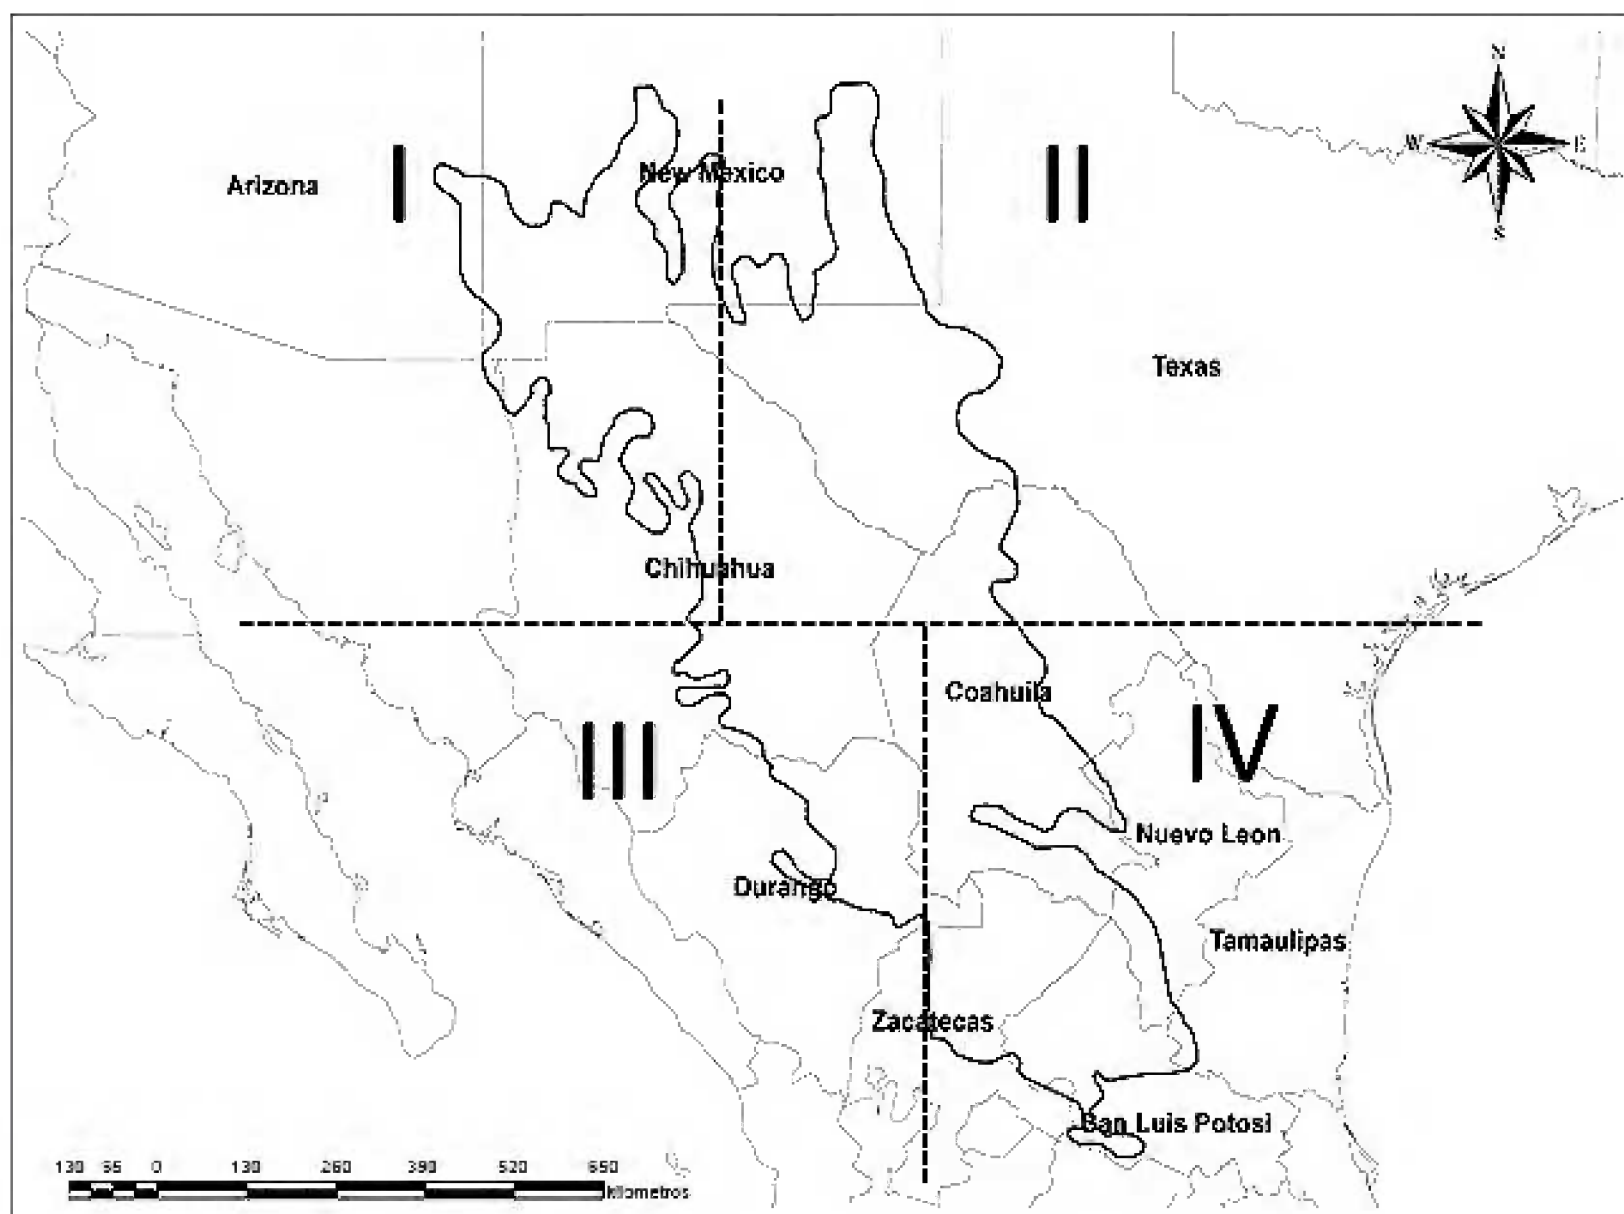 N
W E
S
I
II
Arizona
New Mexico
Texas
Chihuahua
Coahuila
III
IV
Nuevo Leon
Durango
Tamaulipas
Zacatecas
San Luis Potosi
130 65 0 130 260 390 520 650
Kilometros